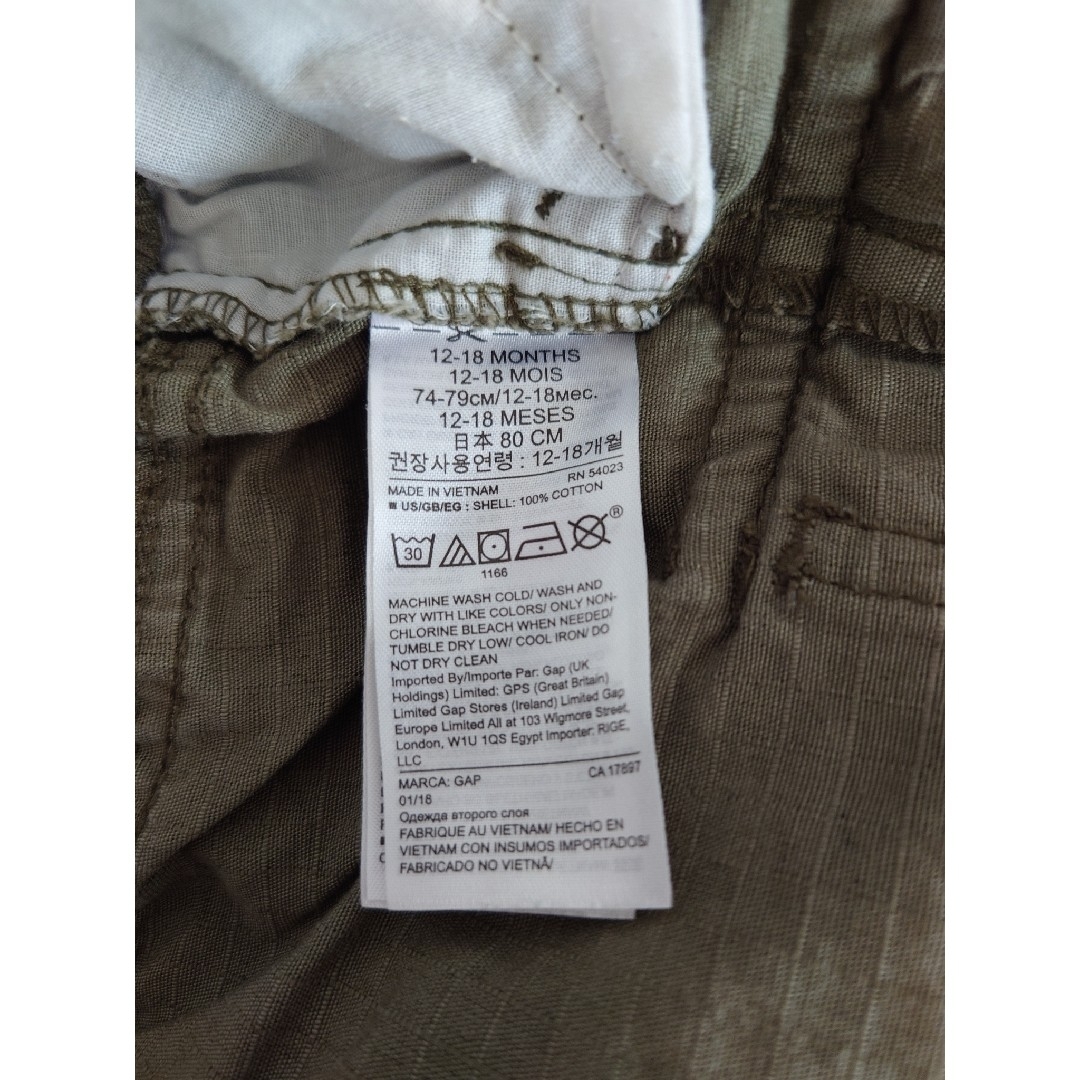 12-18 MONTHS
12-18 MOIS
74-79см/12-18мес.
12-18 MESES
日本 80 CM
권장사용연령 : 12-18개월
RN 54023
MADE IN VIETNAM
■ US/GB/EG : SHELL: 100% COTTON
30
®
1166
MACHINE WASH COLD/ WASH AND
DRY WITH LIKE COLORS/ ONLY NON-
CHLORINE BLEACH WHEN NEEDED/
TUMBLE DRY LOW/ COOL IRON/ DO
NOT DRY CLEAN
Imported By/Importe Par: Gap (UK
Holdings) Limited: GPS (Great Britain)
Limited Gap Stores (Ireland) Limited Gap
Europe Limited All at 103 Wigmore Street,
London, W1U 1QS Egypt Importer: RIGE,
LLC
MARCA: GAP CA 17897
01/18
Одежда второго слоя
FABRIQUE AU VIETNAM/ HECHO EN
VIETNAM CON INSUMOS IMPORTADOS/
FABRICADO NO VIETNÃ/